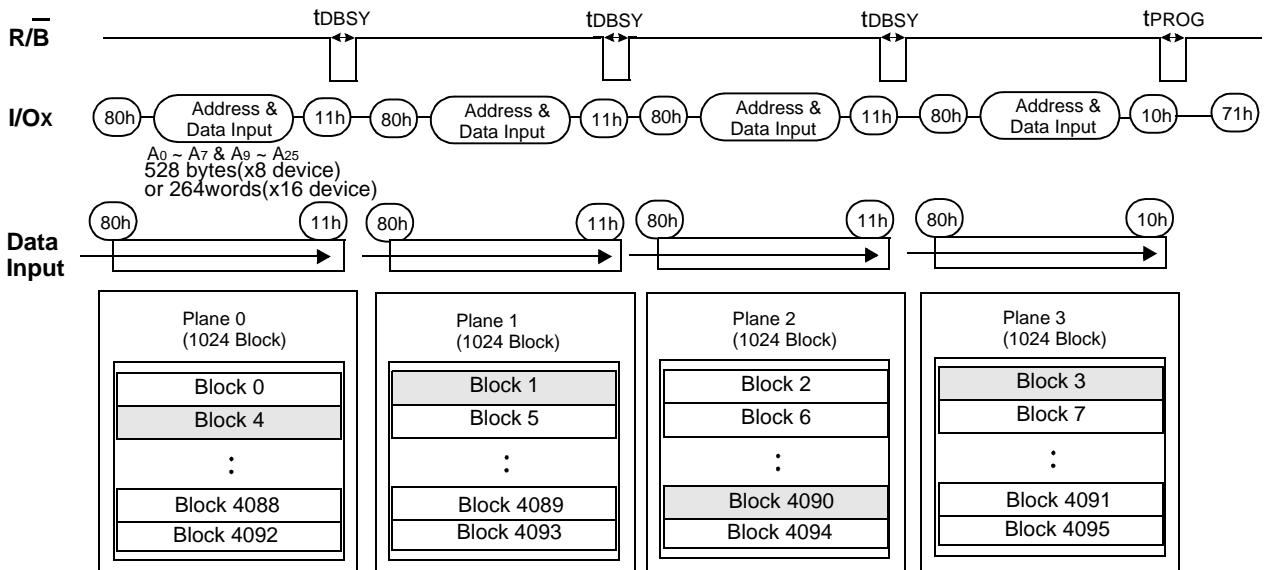 tDBSY tDBSY tDBSY tPROG
R/B
I/Ox 80h Address & Data Input 11h 80h Address & Data Input 11h 80h Address & Data Input 11h 80h Address & Data Input 10h 71h
A0 ~ A7 & A9 ~ A25
528 bytes(x8 device)
or 264words(x16 device)
80h 11h 80h 11h 80h 11h 80h 10h
Data
Input
Plane 0
(1024 Block)
Block 0
Block 4
:
Block 4088
Block 4092
Plane 1
(1024 Block)
Block 1
Block 5
:
Block 4089
Block 4093
Plane 2
(1024 Block)
Block 2
Block 6
:
Block 4090
Block 4094
Plane 3
(1024 Block)
Block 3
Block 7
:
Block 4091
Block 4095